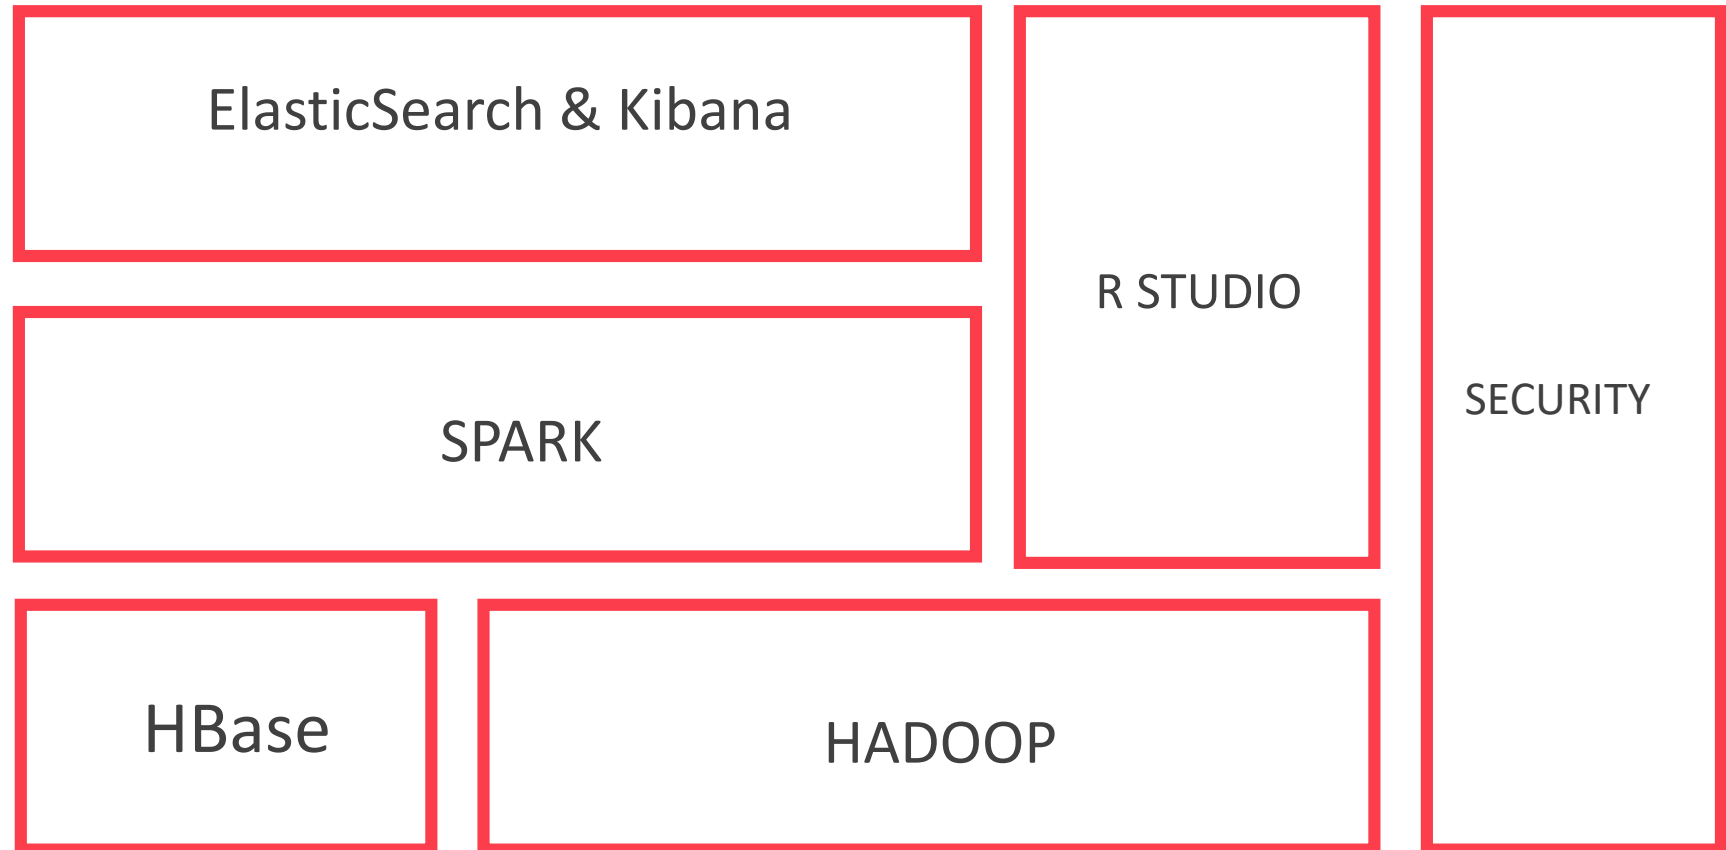 ElasticSearch & Kibana
R STUDIO
SECURITY
SPARK
HBase
HADOOP